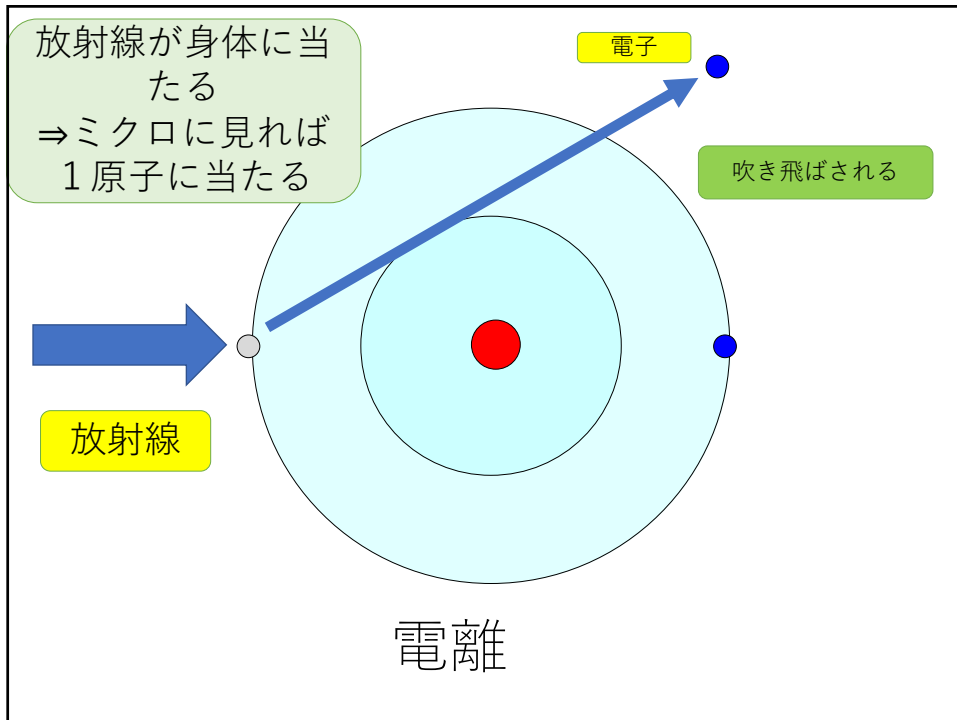 放射線が身体に当
たる
⇒ミクロに見れば
１原子に当たる
電子
吹き飛ばされる
放射線
電離